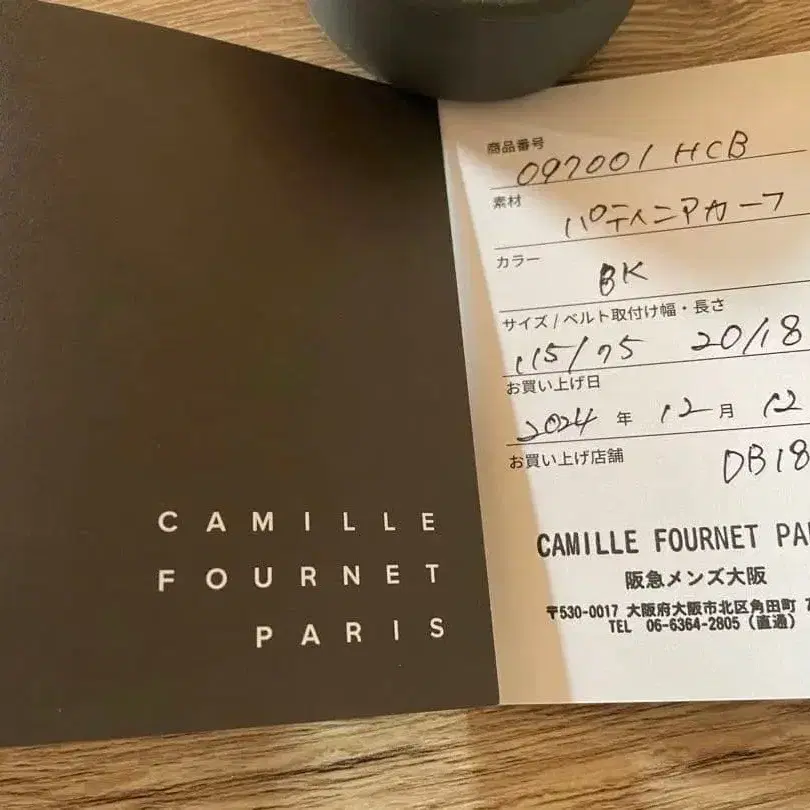 CAMILLE
FOURNET
PARIS
商品番号
097001 HCB
素材
パティニアカーフ
カラー
BK
サイズ/ベルト取付け幅・長さ
115/75 20/18
お買い上げ日
2024 年 12 月 12
お買い上げ店舗
DB18
CAMILLE FOURNET PA
阪急メンズ大阪
〒530-0017 大阪府大阪市北区角田町 7
TEL 06-6364-2805(直通)